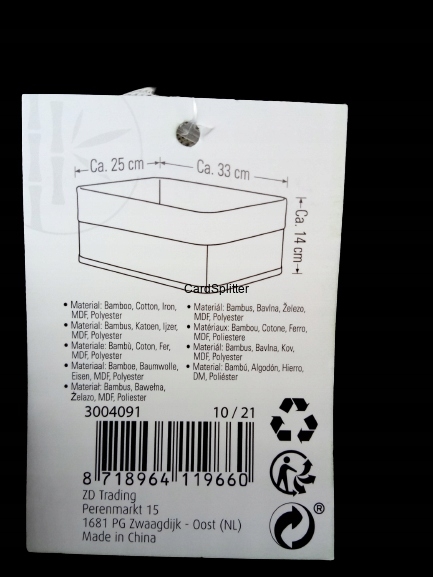 Ca. 25 cm
Ca. 33 cm
Ca. 14 cm
CardSplitter
• Material: Bamboo, Cotton, Iron,
MDF, Polyester
• Material: Bambus, Katoen, Ijzer,
MDF, Polyester
• Materiale: Bambù, Coton, Fer,
MDF, Polyester
• Materiaal: Bamboe, Baumwolle,
Eisen, MDF, Polyester
• Materiał: Bambus, Bawełna,
Żelazo, MDF, Poliester
• Materiál: Bambus, Bavlna, Železo,
MDF, Polyester
• Matériaux: Bambou, Cotone, Ferro,
MDF, Poliestere
• Materiál: Bambus, Bavlna, Kov,
MDF, Polyester
• Material: Bambú, Algodón, Hierro,
DM, Poliéster
3004091
10 / 21
8 718964 119660
ZD Trading
Perenmarkt 15
1681 PG Zwaagdijk - Oost (NL)
Made in China
®